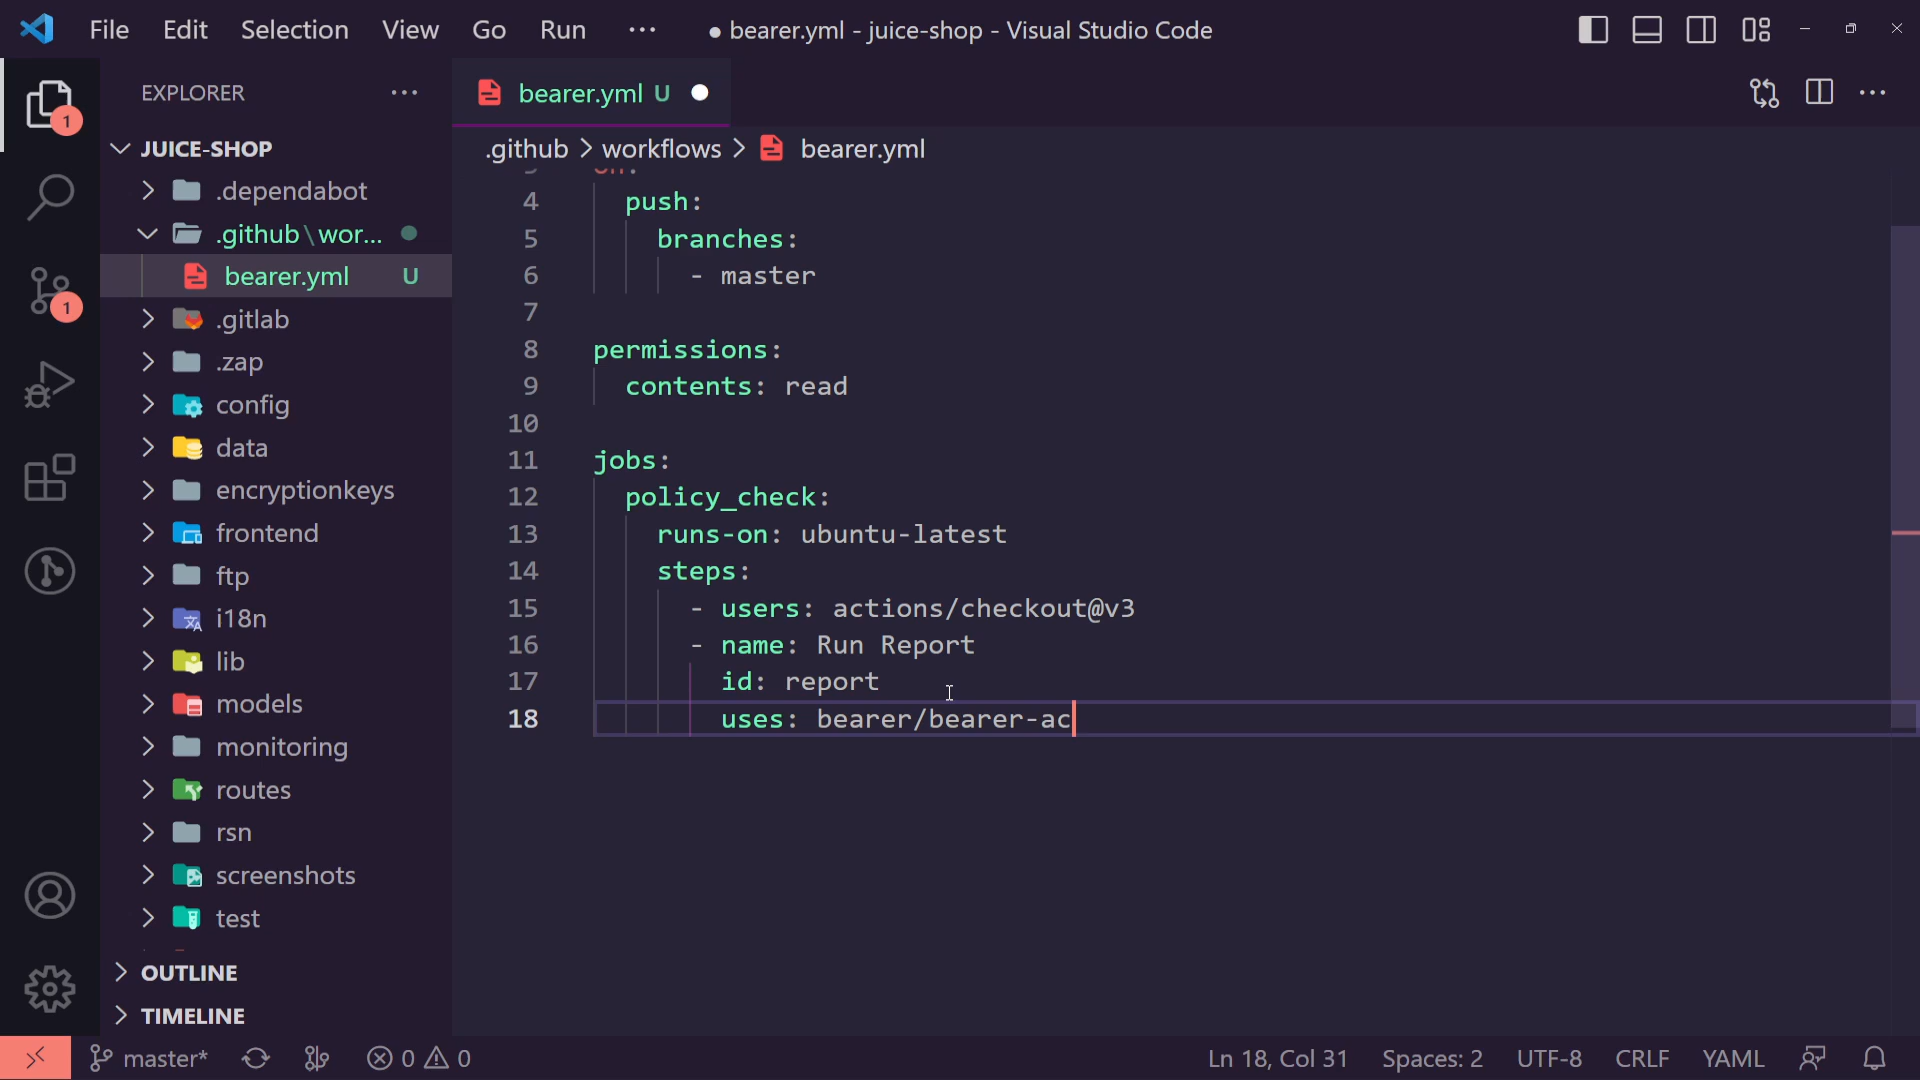 File Edit Selection View Go Run ··· ● bearer.yml - juice-shop - Visual Studio Code
EXPLORER ···
bearer.yml U
1
JUICE-SHOP
.github > workflows > bearer.yml
.dependabot
.github\wor...
bearer.yml U
.gitlab
.zap
config
data
encryptionkeys
frontend
ftp
i18n
lib
models
monitoring
routes
rsn
screenshots
test
OUTLINE
TIMELINE
1
3 on:
4 push:
5 branches:
6 - master
7
8 permissions:
9 contents: read
10
11 jobs:
12 policy_check:
13 runs-on: ubuntu-latest
14 steps:
15 - users: actions/checkout@v3
16 - name: Run Report
17 id: report
18 uses: bearer/bearer-ac
master* 0 0 Ln 18, Col 31 Spaces: 2 UTF-8 CRLF YAML